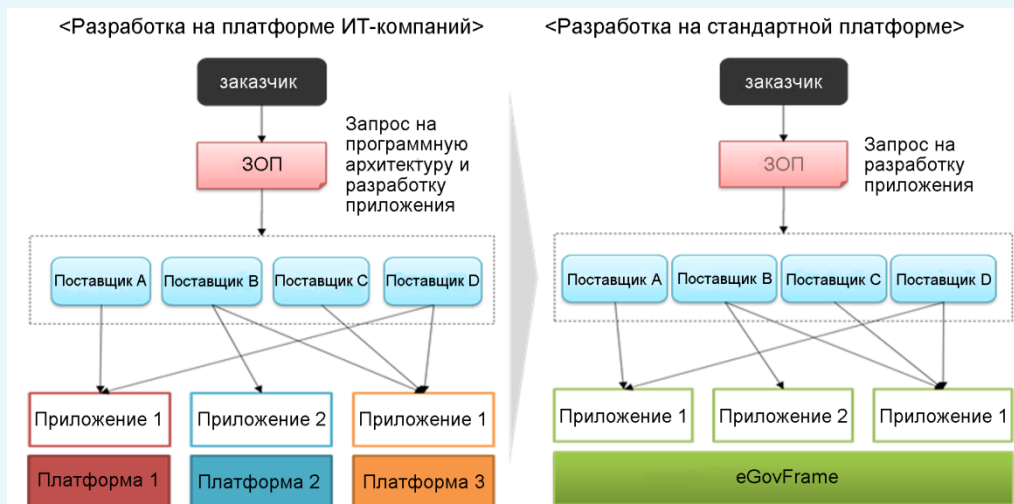 <Разработка на платформе ИТ-компаний>
заказчик
ЗОП
Запрос на
программную
архитектуру и
разработку
приложения
Поставщик A
Поставщик B
Поставщик C
Поставщик D
Приложение 1
Приложение 2
Приложение 1
Платформа 1
Платформа 2
Платформа 3
<Разработка на стандартной платформе>
заказчик
ЗОП
Запрос на
разработку
приложения
Поставщик A
Поставщик B
Поставщик C
Поставщик D
Приложение 1
Приложение 2
Приложение 1
eGovFrame